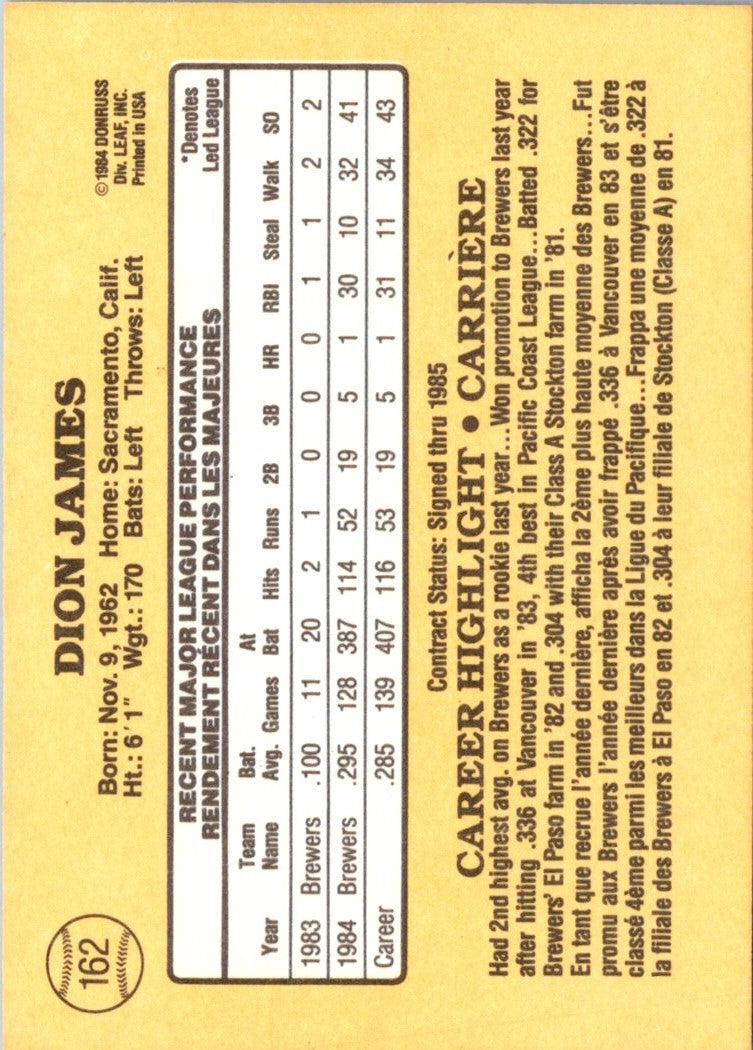 162
DION JAMES
©1984 DONRUSS
Div. LEAF, INC.
Printed in USA
Born: Nov. 9, 1962 Home: Sacramento, Calif.
Ht.: 6'1" Wgt.: 170 Bats: Left Throws: Left
RECENT MAJOR LEAGUE PERFORMANCE
RENDEMENT RÉCENT DANS LES MAJEURES
*Denotes
Led League
Year Team Name Bat. Avg. Games At Bat Hits Runs 2B 3B HR RBI Steal Walk SO
1983 Brewers .100 11 20 2 1 0 0 0 1 1 2 2
1984 Brewers .295 128 387 114 52 19 5 1 30 10 32 41
Career .285 139 407 116 53 19 5 1 31 11 34 43
Contract Status: Signed thru 1985
CAREER HIGHLIGHT • CARRIÈRE
Had 2nd highest avg. on Brewers as a rookie last year...Won promotion to Brewers last year
after hitting .336 at Vancouver in '83, 4th best in Pacific Coast League...Batted .322 for
Brewers' El Paso farm in '82 and .304 with their Class A Stockton farm in '81.
En tant que recrue l'année dernière, afficha la 2ème plus haute moyenne des Brewers...Fut
promu aux Brewers l'année dernière après avoir frappé .336 à Vancouver en 83 et s'être
classé 4ème parmi les meilleurs dans la Ligue du Pacifique...Frappa une moyenne de .322 à
la filiale des Brewers à El Paso en 82 et .304 à leur filiale de Stockton (Classe A) en 81.